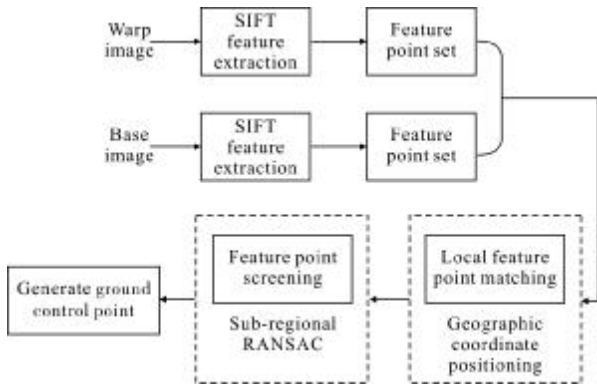 Warp
image
SIFT
feature
extraction
Feature
point set
Base
image
SIFT
feature
extraction
Feature
point set
Generate ground
control point
Feature point
screening
Sub-regional
RANSAC
Local feature
point matching
Geographic
coordinate
positioning